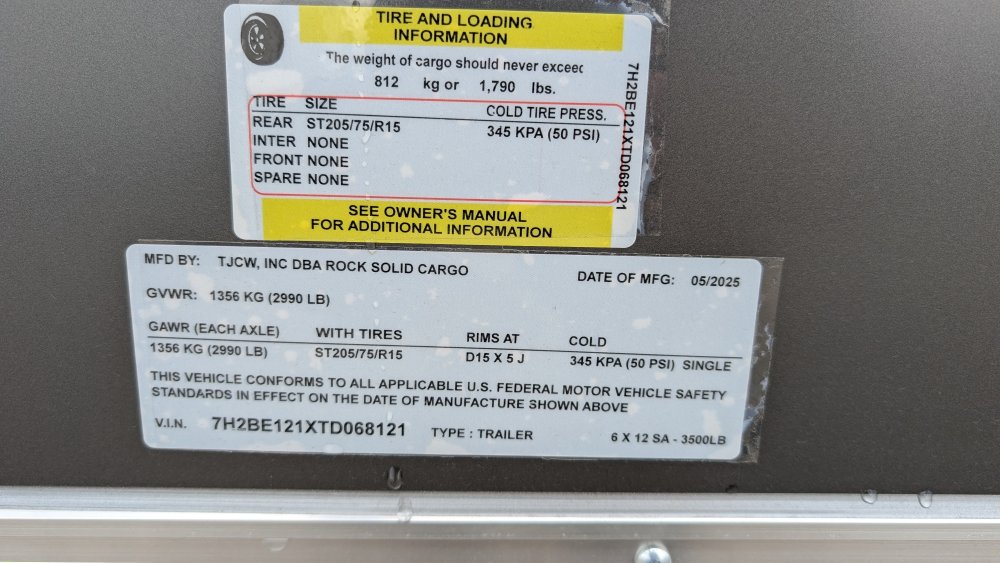 TIRE AND LOADING
INFORMATION
The weight of cargo should never exceed
812 kg or 1,790 lbs.
TIRE SIZE COLD TIRE PRESS.
REAR ST205/75/R15 345 KPA (50 PSI)
INTER NONE
FRONT NONE
SPARE NONE
SEE OWNER'S MANUAL
FOR ADDITIONAL INFORMATION
7H2BE121XTD068121
MFD BY: TJCW, INC DBA ROCK SOLID CARGO DATE OF MFG: 05/2025
GVWR: 1356 KG (2990 LB)
GAWR (EACH AXLE) WITH TIRES RIMS AT COLD
1356 KG (2990 LB) ST205/75/R15 D15 X 5 J 345 KPA (50 PSI) SINGLE
THIS VEHICLE CONFORMS TO ALL APPLICABLE U.S. FEDERAL MOTOR VEHICLE SAFETY
STANDARDS IN EFFECT ON THE DATE OF MANUFACTURE SHOWN ABOVE
V.I.N. 7H2BE121XTD068121 TYPE : TRAILER 6 X 12 SA - 3500LB